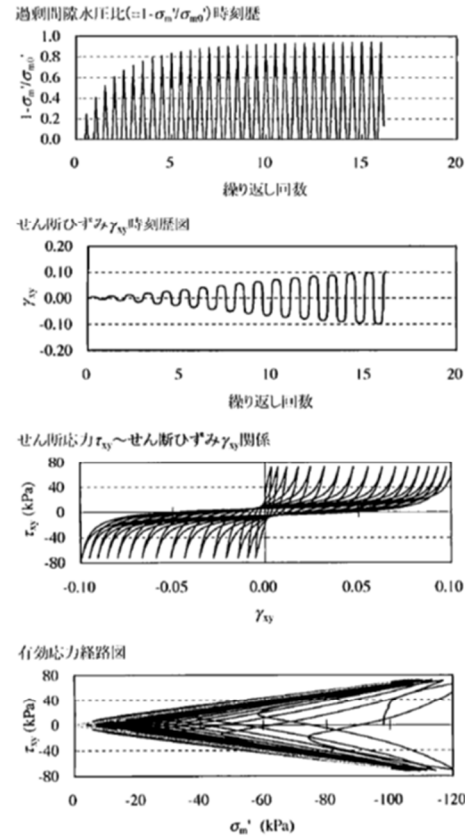 過剰間隙水圧比(=1-σm'/σm0')時刻歴
1-σm'/σm0'
1.0
0.8
0.6
0.4
0.2
0.0
0 5 10 15 20
繰り返し回数
せん断ひずみγxy時刻歴図
γxy
0.20
0.10
0.00
-0.10
-0.20
0 5 10 15 20
繰り返し回数
せん断応力τxy～せん断ひずみγxy関係
τxy (kPa)
80
40
0
-40
-80
-0.10 -0.05 0.00 0.05 0.10
γxy
有効応力経路図
τxy (kPa)
80
40
0
-40
-80
0 -20 -40 -60 -80 -100 -120
σm' (kPa)